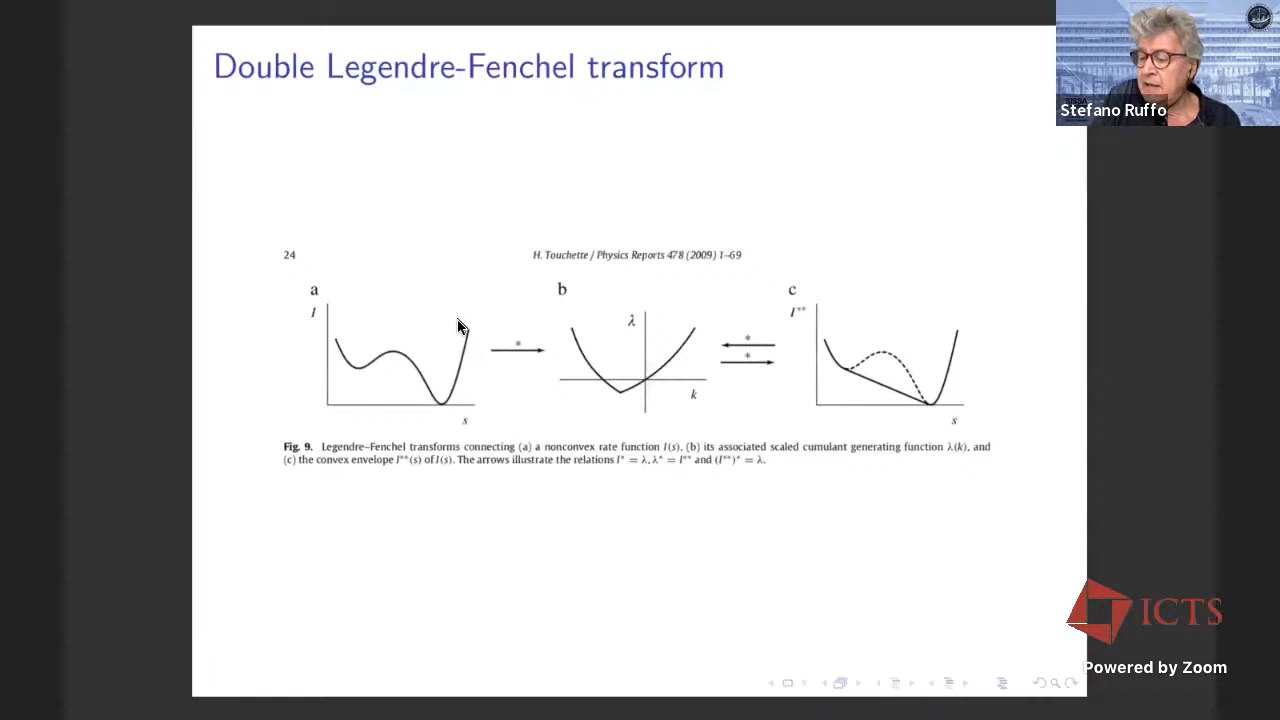 Double Legendre-Fenchel transform
Stefano Ruffo
24
H. Touchette / Physics Reports 478 (2009) 1–69
a
b
c
I
λ
I**
*
*
*
k
s
s
Fig. 9. Legendre–Fenchel transforms connecting (a) a nonconvex rate function I(s), (b) its associated scaled cumulant generating function λ(k), and
(c) the convex envelope I**(s) of I(s). The arrows illustrate the relations I* = λ, λ* = I** and (I**)* = λ.
ICTS
Powered by Zoom